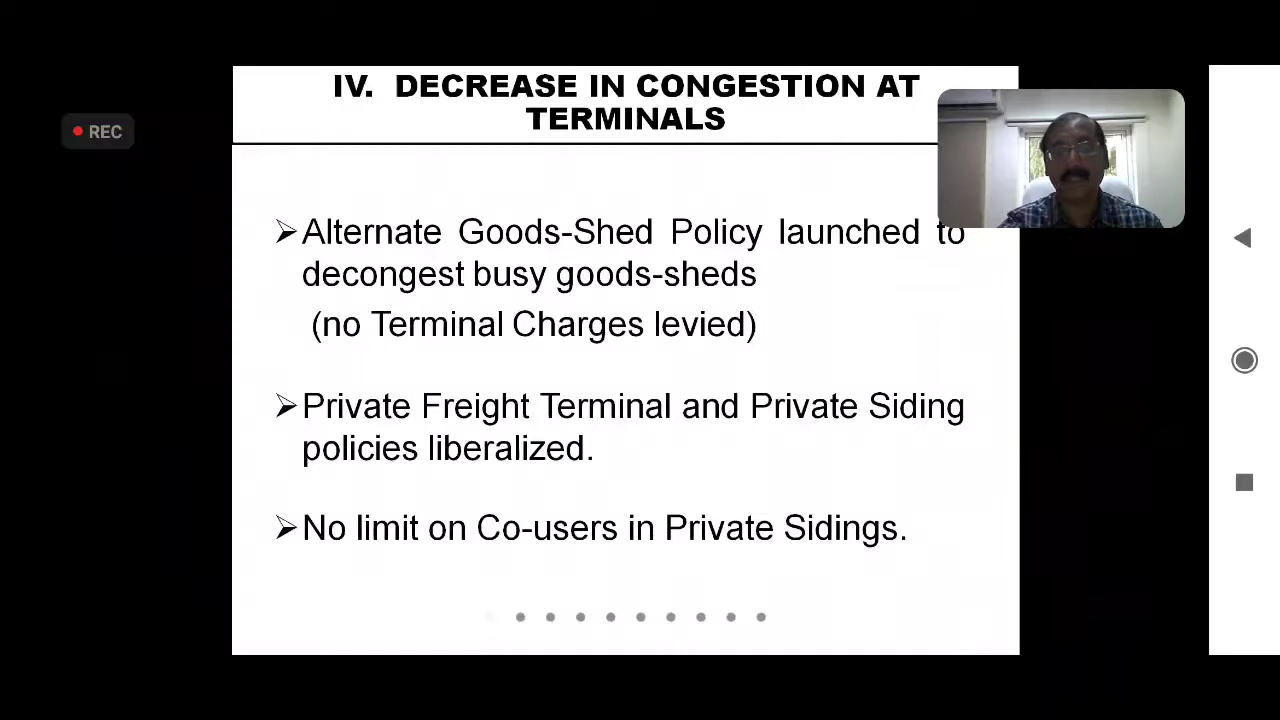 IV. DECREASE IN CONGESTION AT
TERMINALS
REC
➢Alternate Goods-Shed Policy launched to
decongest busy goods-sheds
(no Terminal Charges levied)
➢Private Freight Terminal and Private Siding
policies liberalized.
➢No limit on Co-users in Private Sidings.